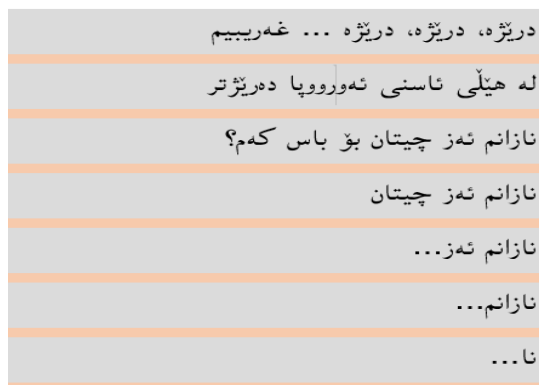 درێژە، درێژە، درێژە ... غەریبیم
لە هێڵی ئاسنی ئەورووپا دەرێژتر
نازانم ئەز چیتان بۆ باس کەم؟
نازانم ئەز چیتان
نازانم ئەز...
نازانم...
نا...